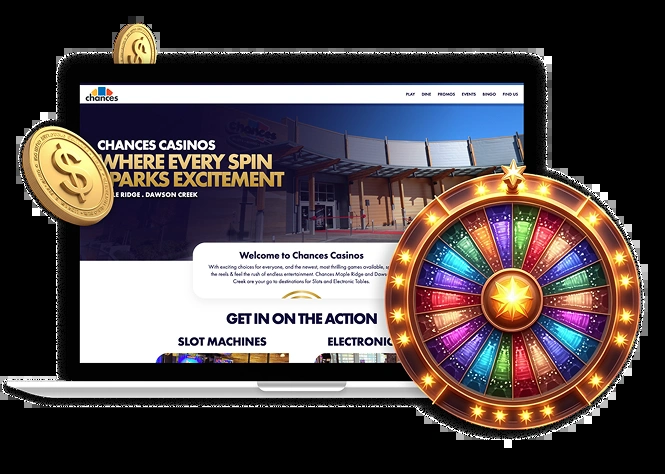 chances
PLAY DINE PROMOS EVENTS BINGO FIND US
CHANCES CASINOS
WHERE EVERY SPIN
PARKS EXCITEMENT
LE RIDGE . DAWSON CREEK
Welcome to Chances Casinos
With exciting choices for everyone, and the newest, most thrilling games available,
the reels & feel the rush of endless entertainment. Chances Maple Ridge and Daws
Creek are your go to destinations for Slots and Electronic Tables.
GET IN ON THE ACTION
SLOT MACHINES
ELECTRONIC